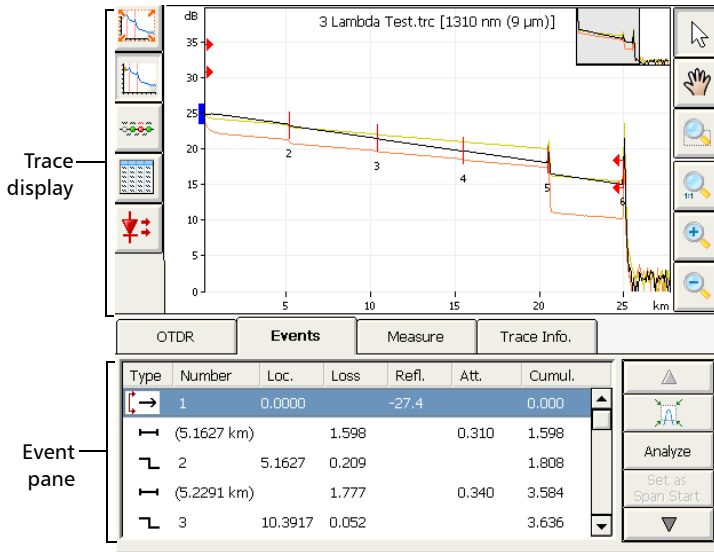 dB
3 Lambda Test.trc [1310 nm (9 µm)]
35
30
25
20
15
10
5
0
2
3
4
5
6
5
10
15
20
25
km
1:1
Trace
display
OTDR
Events
Measure
Trace Info.
Type Number Loc. Loss Refl. Att. Cumul.
1 0.0000 -27.4 0.000
(5.1627 km) 1.598 0.310 1.598
2 5.1627 0.209 1.808
(5.2291 km) 1.777 0.340 3.584
3 10.3917 0.052 3.636
Event
pane
Analyze
Set as
Span Start